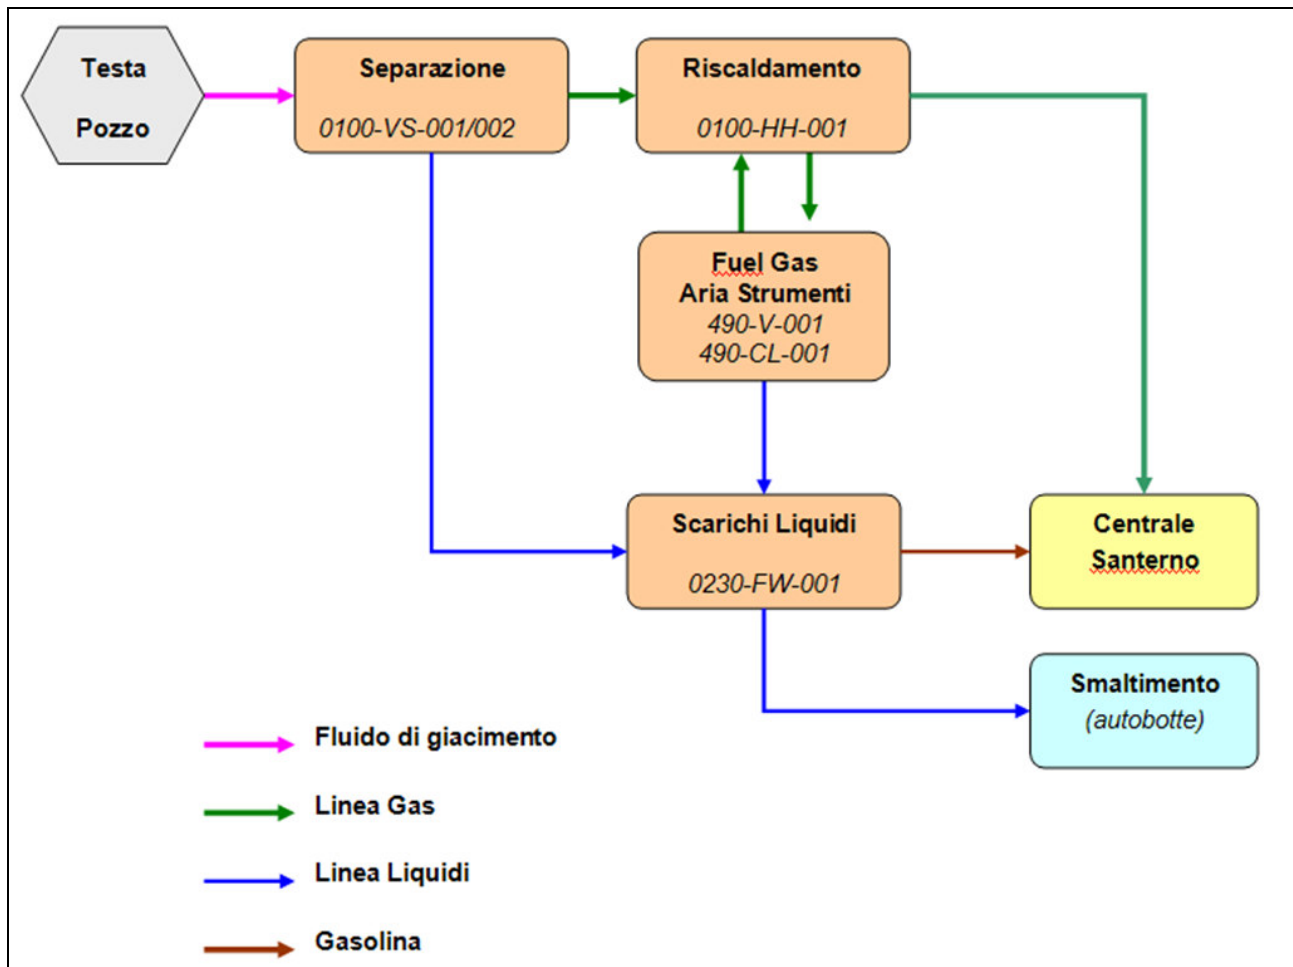 Testa
Pozzo
Separazione
0100-VS-001/002
Riscaldamento
0100-HH-001
Fuel Gas
Aria Strumenti
490-V-001
490-CL-001
Scarichi Liquidi
0230-FW-001
Centrale
Santerno
Smaltimento
(autobotte)
Fluido di giacimento
Linea Gas
Linea Liquidi
Gasolina